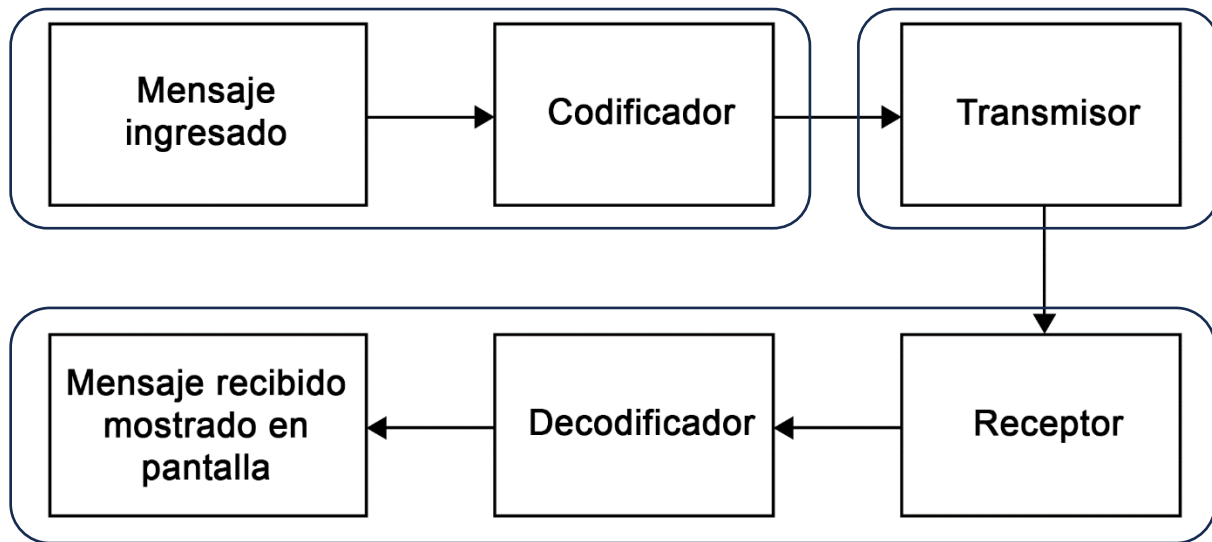 Mensaje
ingresado
Codificador
Transmisor
Mensaje recibido
mostrado en
pantalla
Decodificador
Receptor